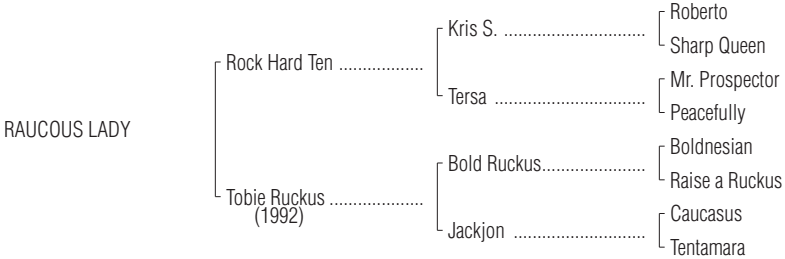 Roberto
Kris S. ..............................
Sharp Queen
Rock Hard Ten ..................
Mr. Prospector
Tersa ................................
Peacefully
RAUCOUS LADY
Boldnesian
Bold Ruckus......................
Raise a Ruckus
Tobie Ruckus ....................
(1992)
Caucasus
Jackjon ............................
Tentamara